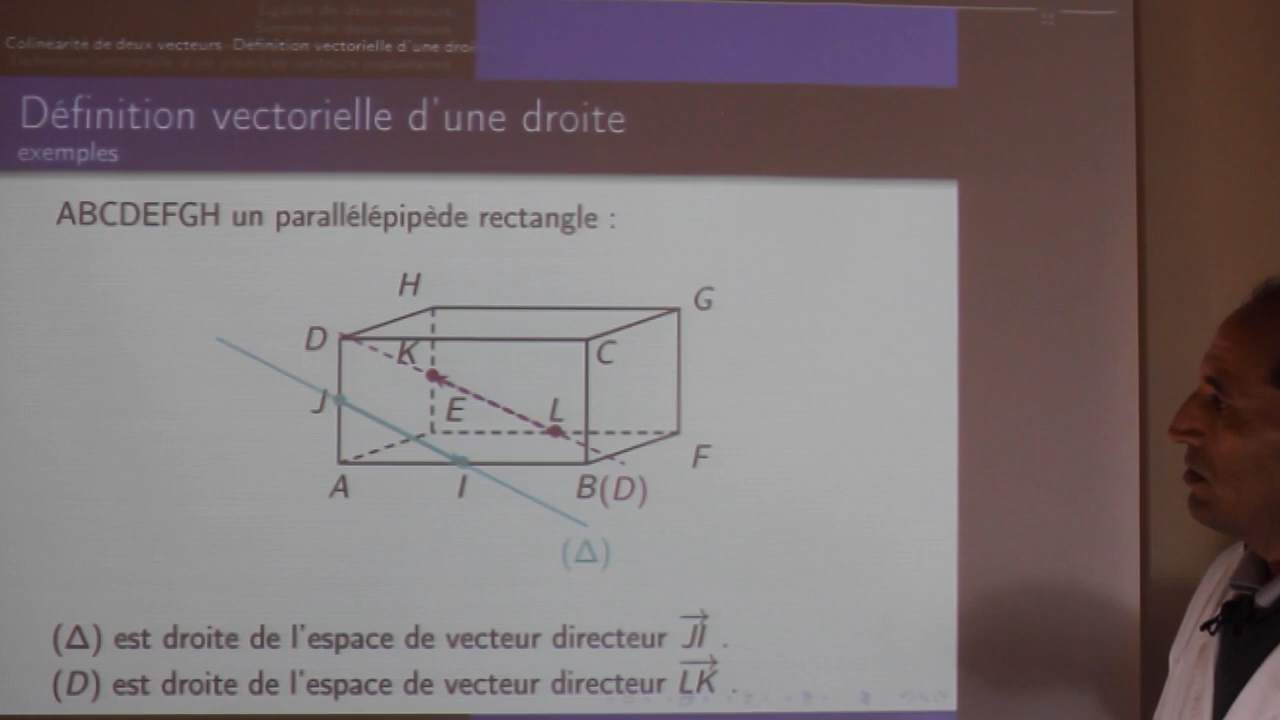 Colinéarité de deux vecteurs Définition vectorielle d'une droi
Définition vectorielle d'une droite
exemples
ABCDEFGH un parallélépipède rectangle :
H
G
D
K
C
J
E
L
F
A
I
B
(D)
(Δ)
(Δ) est droite de l'espace de vecteur directeur JI .
(D) est droite de l'espace de vecteur directeur LK .